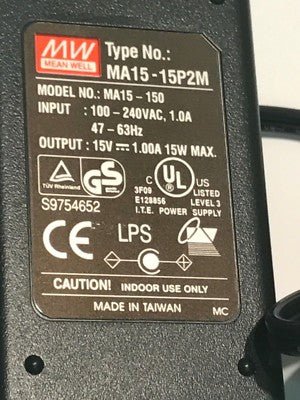 MW
MEAN WELL
Type No.:
MA15-15P2M
MODEL NO.: MA15-150
INPUT : 100-240VAC, 1.0A
47-63Hz
OUTPUT : 15V⎓1.00A 15W MAX.
TÜV Rheinland
GS
S9754652
C UL US
LISTED
3F09
E128856
LEVEL 3
I.T.E. POWER SUPPLY
CE
LPS
CAUTION! INDOOR USE ONLY
MADE IN TAIWAN
MC